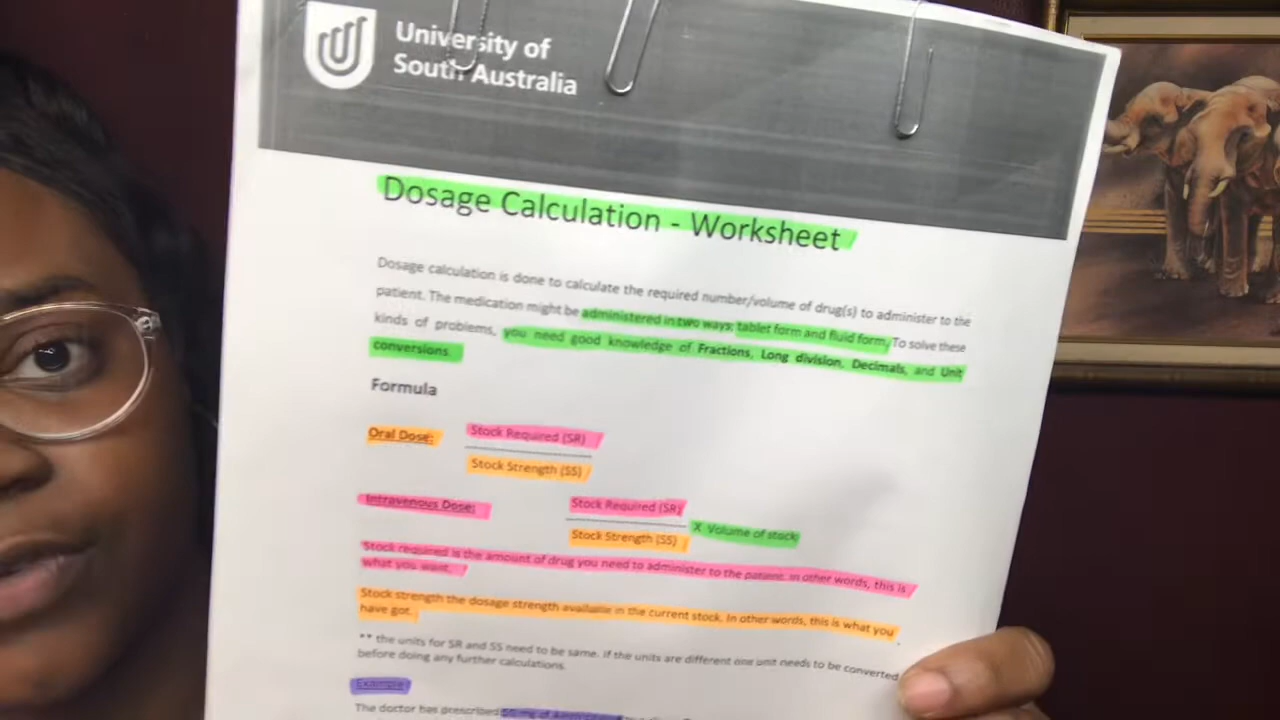 University of
South Australia
Dosage Calculation - Worksheet
Dosage calculation is done to calculate the required number/volume of drug(s) to administer to the
patient. The medication might be administered in two ways; tablet form and fluid form. To solve these
kinds of problems, you need good knowledge of Fractions, Long division, Decimals, and Unit
conversions.
Formula
Oral Dose: Stock Required (SR)
Stock Strength (SS)
Intravenous Dose: Stock Required (SR)
Stock Strength (SS) X Volume of stock
Stock required is the amount of drug you need to administer to the patient. In other words, this is
what you want.
Stock strength the dosage strength available in the current stock. In other words, this is what you
have got.
** the units for SR and SS need to be same. If the units are different one unit needs to be converted
before doing any further calculations.
Example
The doctor has prescribed